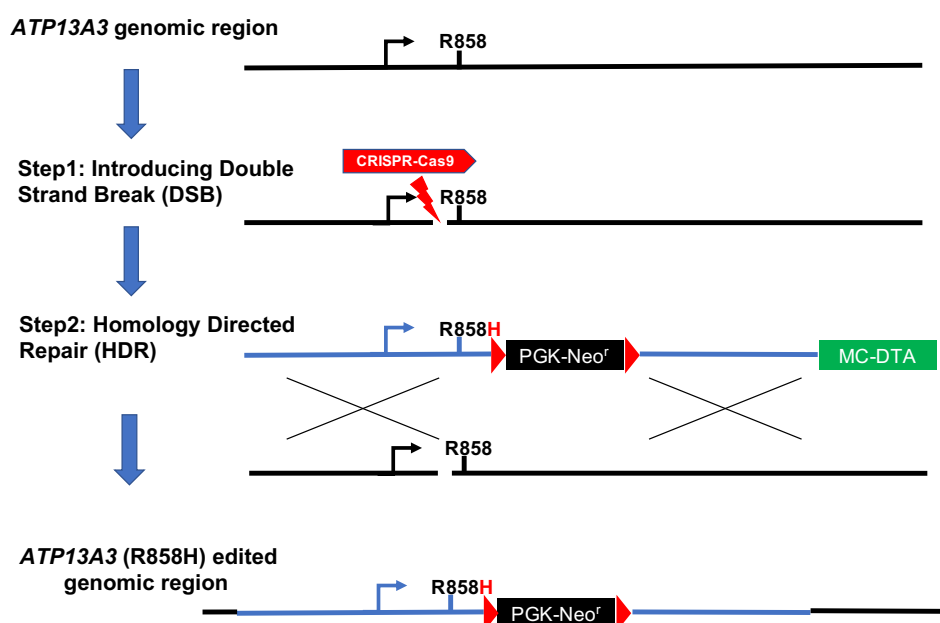 ATP13A3 genomic region
R858
Step1: Introducing Double
Strand Break (DSB)
CRISPR-Cas9
R858
Step2: Homology Directed
Repair (HDR)
R858H
PGK-Neoʳ
MC-DTA
R858
ATP13A3 (R858H) edited
genomic region
R858H
PGK-Neoʳ